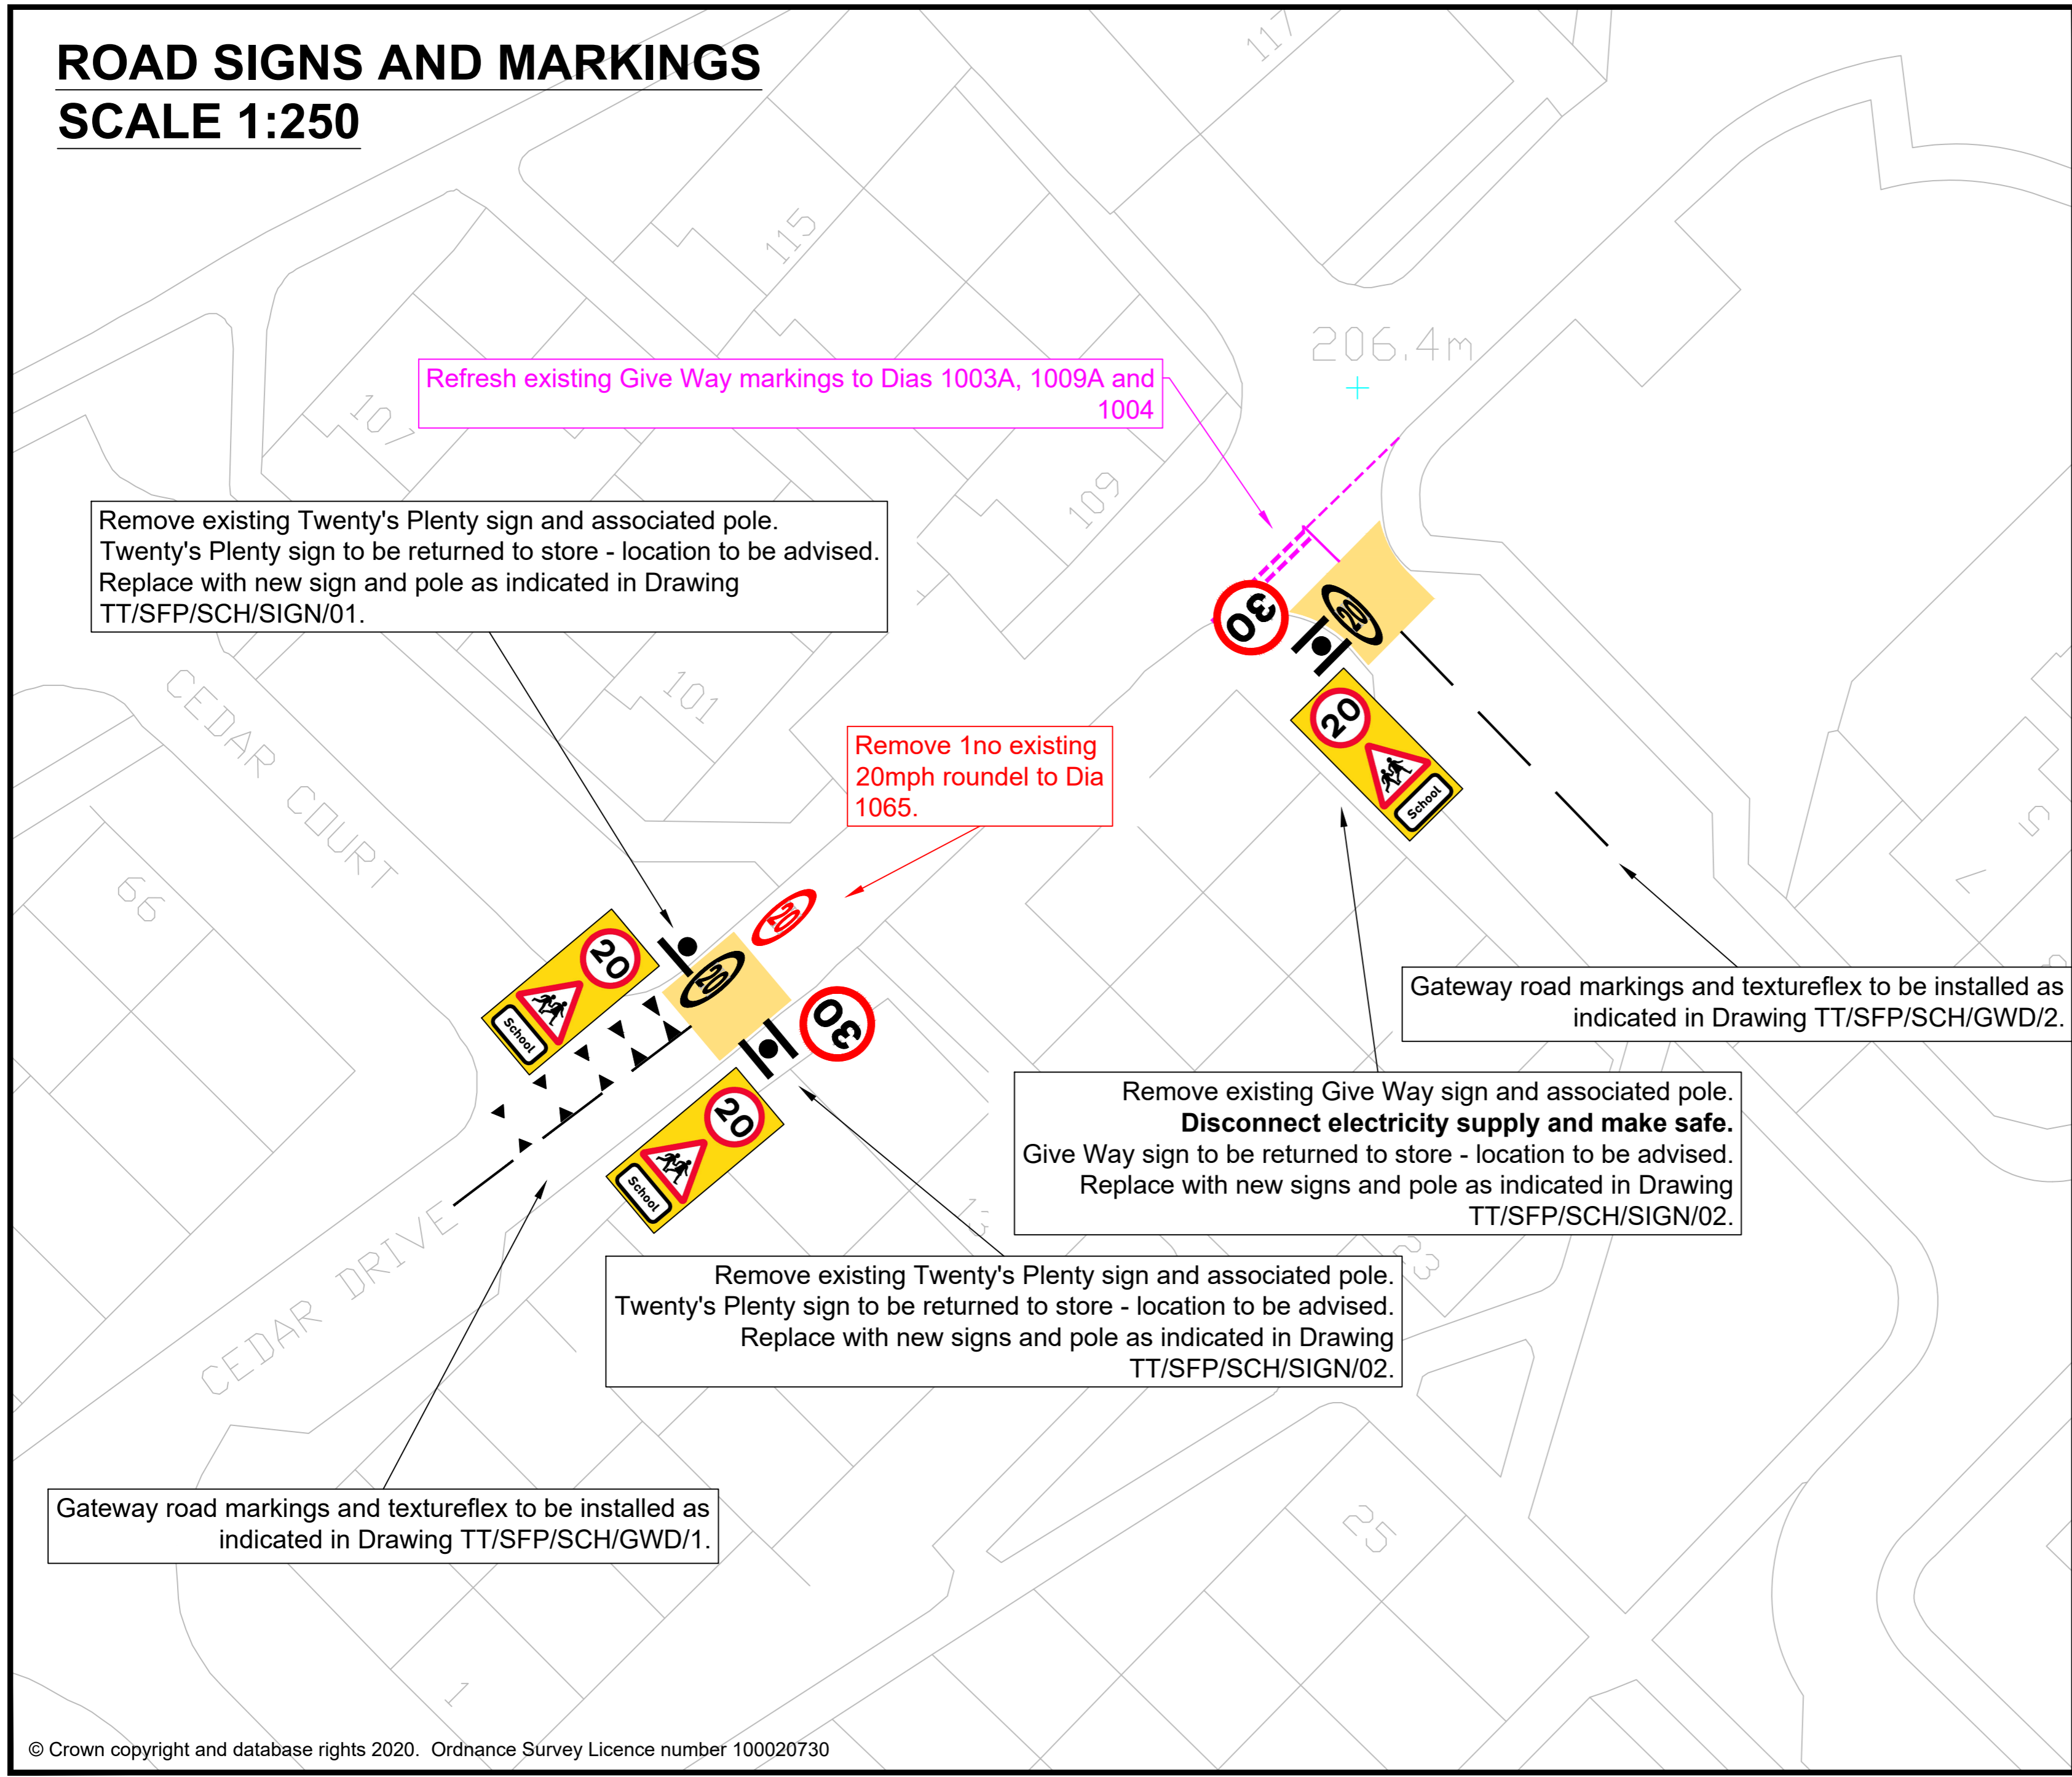 ROAD SIGNS AND MARKINGS
SCALE 1:250
117
115
206.4m
Refresh existing Give Way markings to Dias 1003A, 1009A and
1004
107
109
Remove existing Twenty's Plenty sign and associated pole.
Twenty's Plenty sign to be returned to store - location to be advised.
Replace with new sign and pole as indicated in Drawing
TT/SFP/SCH/SIGN/01.
30
20
20
School
CEDAR COURT
101
Remove 1no existing
20mph roundel to Dia
1065.
5
7
66
20
20
20
School
30
Gateway road markings and textureflex to be installed as
indicated in Drawing TT/SFP/SCH/GWD/2.
Remove existing Give Way sign and associated pole.
Disconnect electricity supply and make safe.
Give Way sign to be returned to store - location to be advised.
Replace with new signs and pole as indicated in Drawing
TT/SFP/SCH/SIGN/02.
20
School
13
23
CEDAR DRIVE
Remove existing Twenty's Plenty sign and associated pole.
Twenty's Plenty sign to be returned to store - location to be advised.
Replace with new signs and pole as indicated in Drawing
TT/SFP/SCH/SIGN/02.
Gateway road markings and textureflex to be installed as
indicated in Drawing TT/SFP/SCH/GWD/1.
25
1
© Crown copyright and database rights 2020.  Ordnance Survey Licence number 100020730